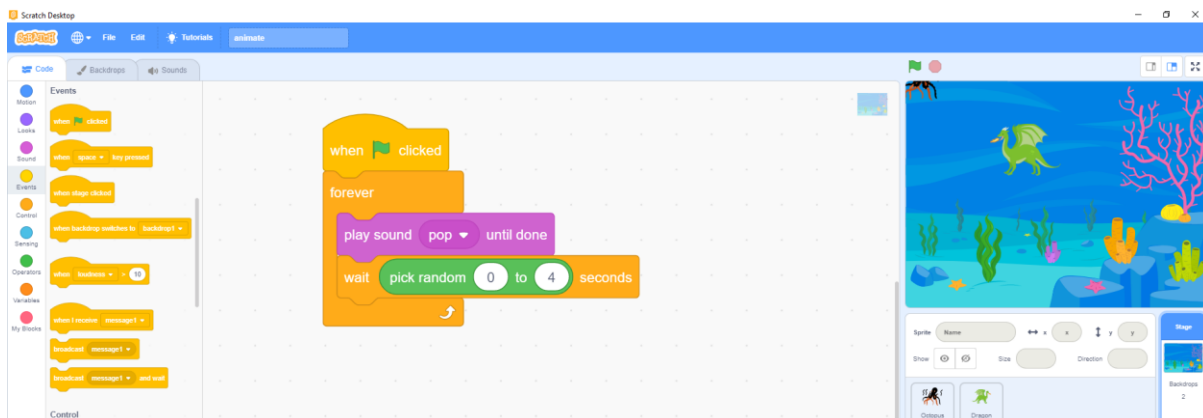 Scratch Desktop
SCRATCH File Edit Tutorials animate
Code Backdrops Sounds
Motion
Looks
Sound
Events
Control
Sensing
Operators
Variables
My Blocks
Events
when clicked
when space key pressed
when stage clicked
when backdrop switches to backdrop1
when loudness > 10
when I receive message1
broadcast message1
broadcast message1 and wait
Control
when clicked
forever
play sound pop until done
wait pick random 0 to 4 seconds
Sprite Name x x y y
Show Size Direction
Octopus Dragon
Stage
Backdrops
2